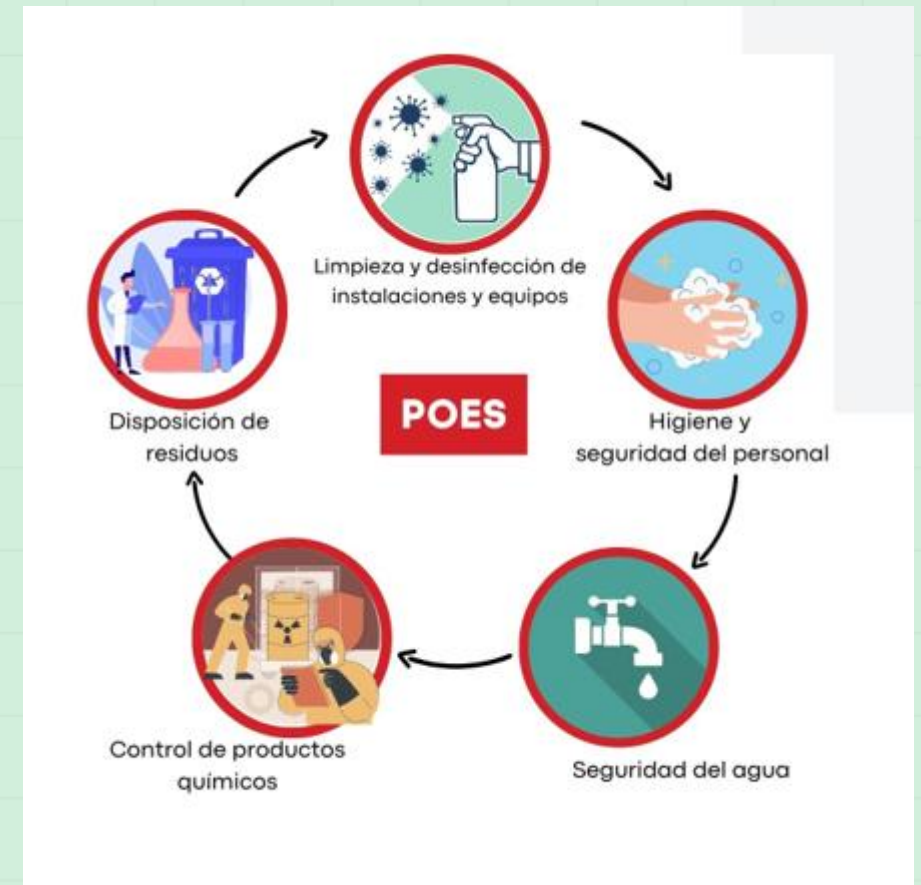 Limpieza y desinfección de
instalaciones y equipos
Disposición de
residuos
POES
Higiene y
seguridad del personal
Control de productos
químicos
Seguridad del agua